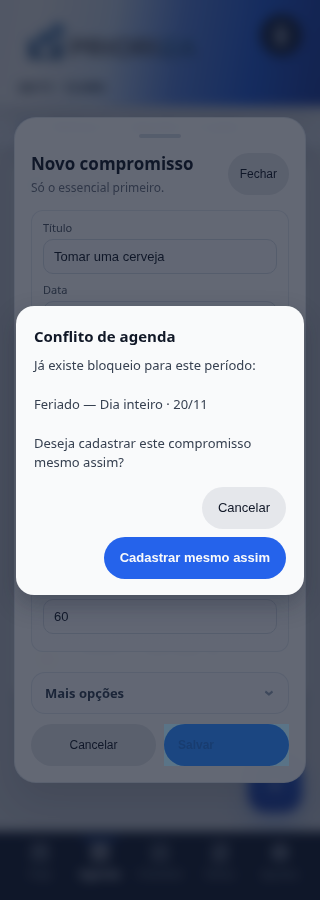 Novo compromisso
Só o essencial primeiro.
Fechar
Título
Tomar uma cerveja
Data
Conflito de agenda
Já existe bloqueio para este período:
Feriado — Dia inteiro · 20/11
Deseja cadastrar este compromisso
mesmo assim?
Cancelar
Cadastrar mesmo assim
60
Mais opções
Cancelar
Salvar